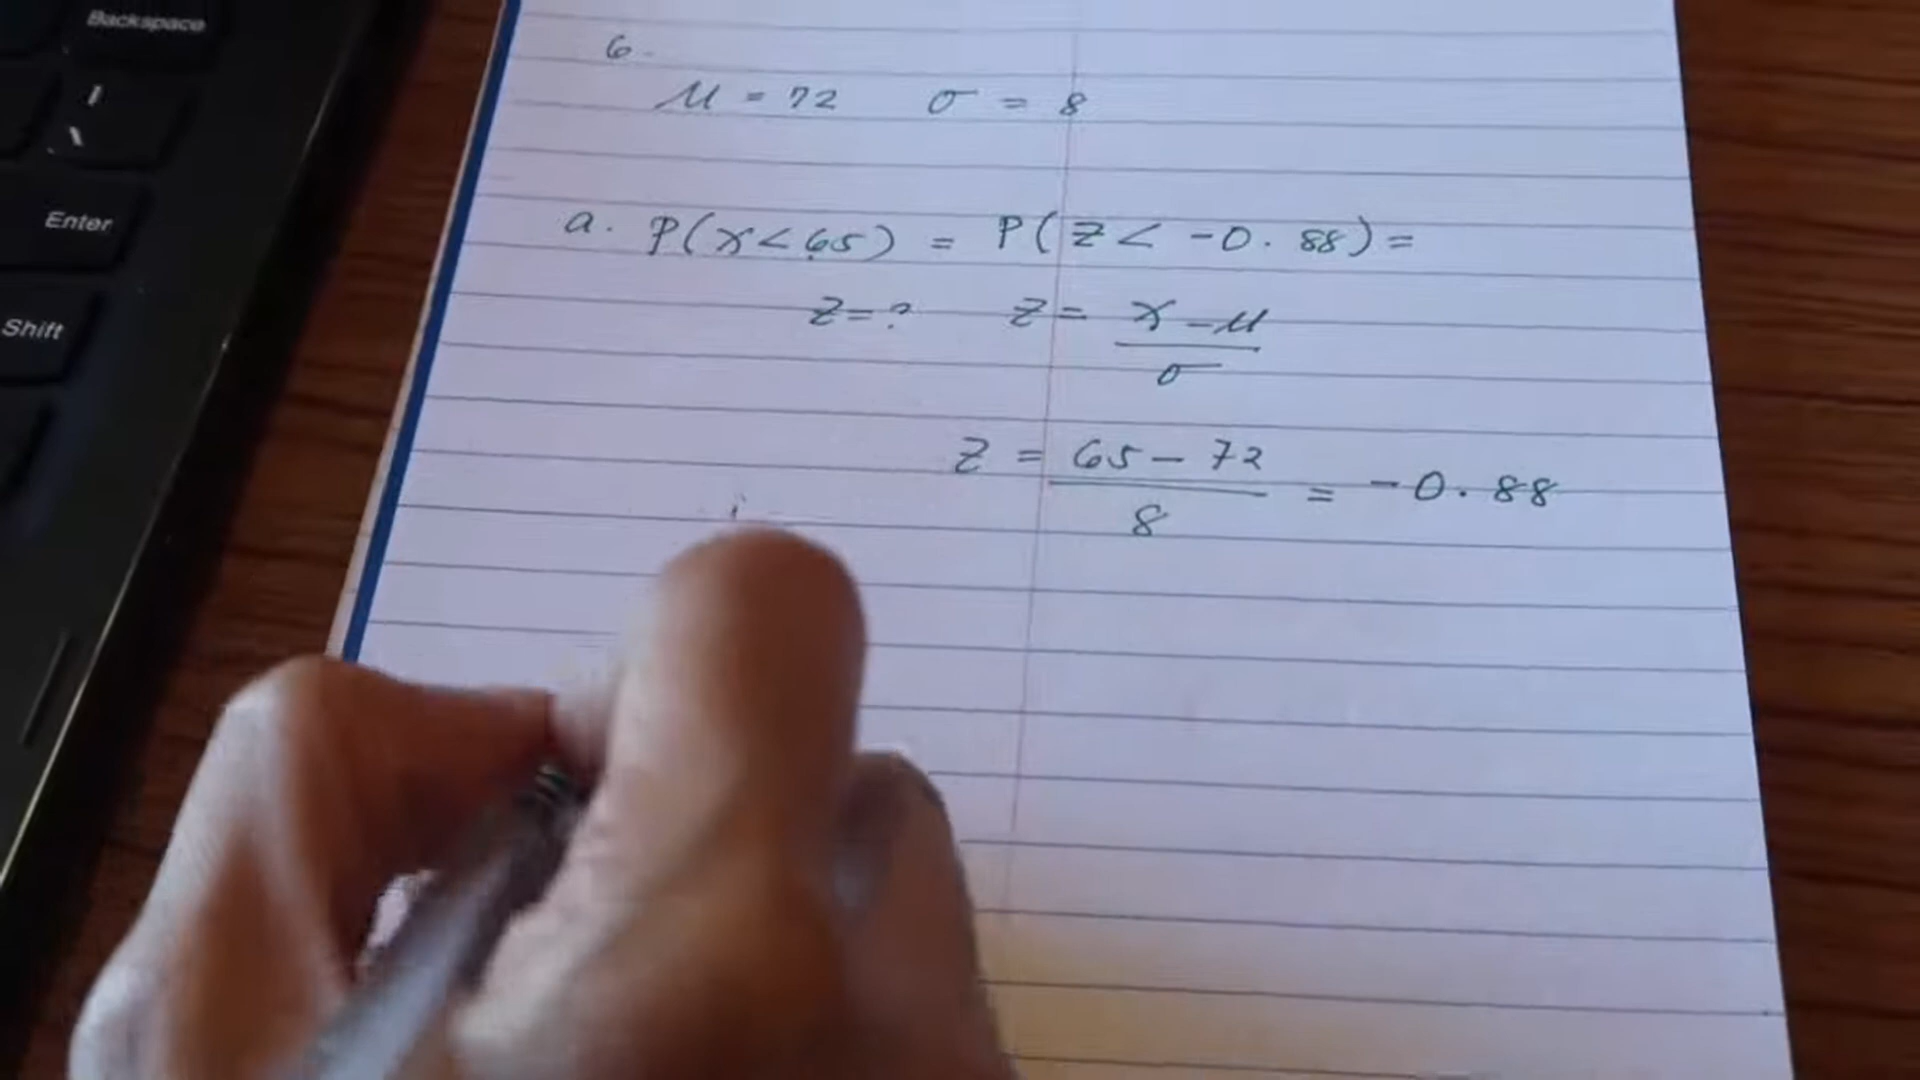 Backspace
|
\
Enter
Shift
6.
μ = 72 σ = 8
a. P(x < 65) = P(z < -0.88) =
z = ? z = x - μ / σ
z = 65 - 72 / 8 = -0.88